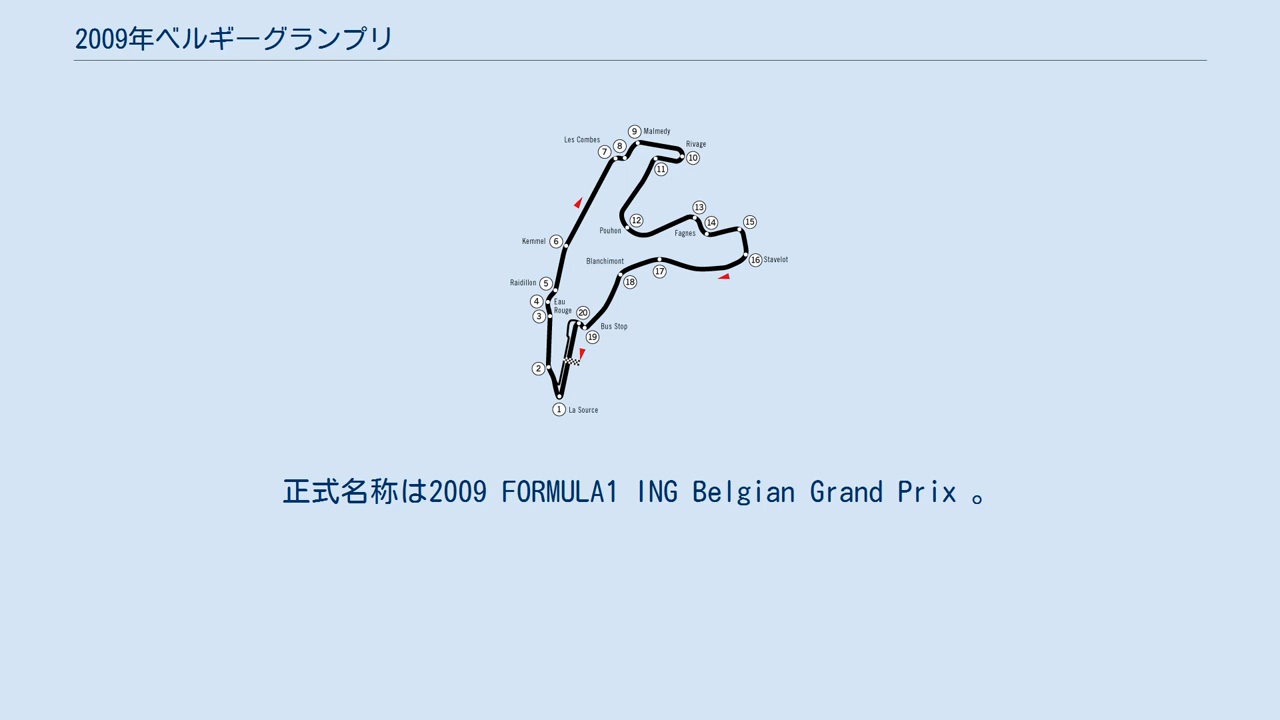 2009年ベルギーグランプリ
9 Malmedy
Les Combes
8
7
Rivage
10
11
13
12
14
15
Pouhon
Fagnes
Kemmel 6
Blanchimont
16 Stavelot
17
18
Raidillon 5
4 Eau
Rouge
3
20
Bus Stop
19
2
1 La Source
正式名称は2009 FORMULA1 ING Belgian Grand Prix 。